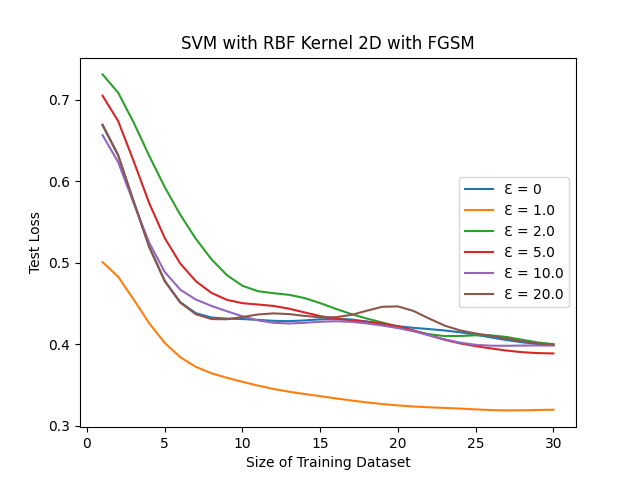 SVM with RBF Kernel 2D with FGSM
Test Loss
0.7
0.6
0.5
0.4
0.3
0
5
10
15
20
25
30
Size of Training Dataset
Ɛ = 0
Ɛ = 1.0
Ɛ = 2.0
Ɛ = 5.0
Ɛ = 10.0
Ɛ = 20.0